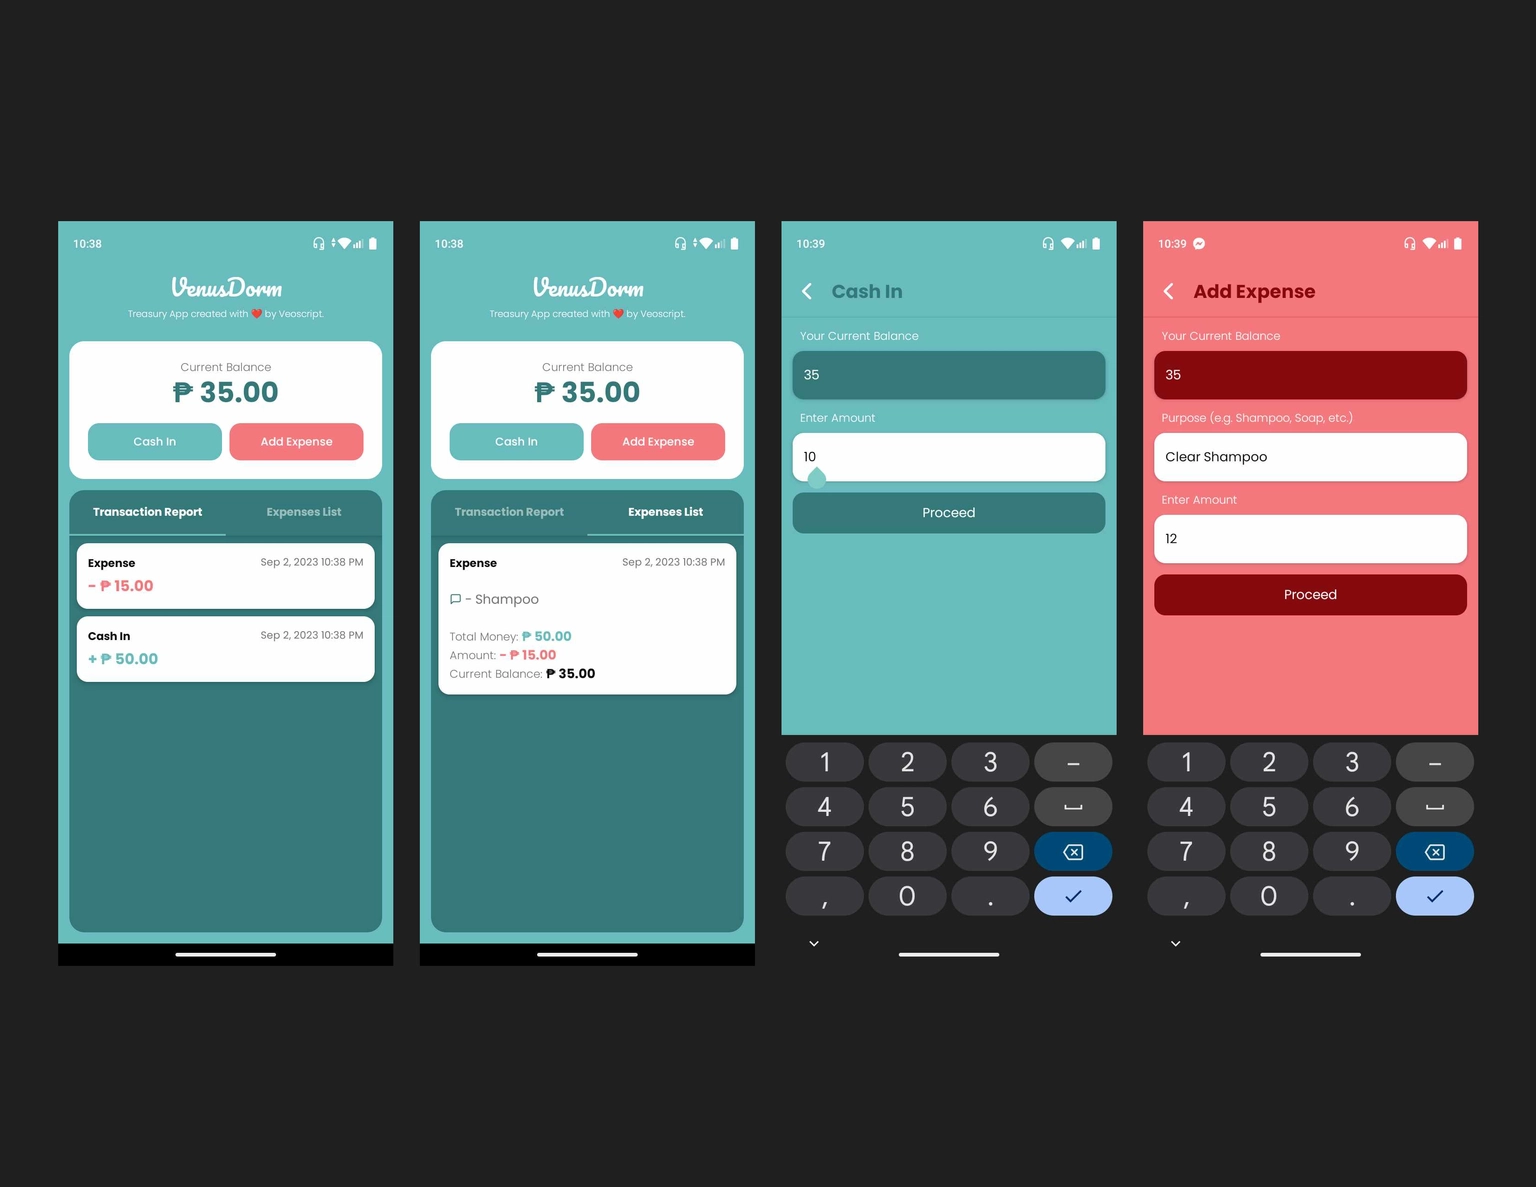 10:38
VenusDorm
Treasury App created with ❤️ by Veoscript.
Current Balance
₱ 35.00
Cash In
Add Expense
Transaction Report
Expenses List
Expense
Sep 2, 2023 10:38 PM
- ₱ 15.00
Cash In
Sep 2, 2023 10:38 PM
+ ₱ 50.00
10:38
VenusDorm
Treasury App created with ❤️ by Veoscript.
Current Balance
₱ 35.00
Cash In
Add Expense
Transaction Report
Expenses List
Expense
Sep 2, 2023 10:38 PM
- Shampoo
Total Money: ₱ 50.00
Amount: - ₱ 15.00
Current Balance: ₱ 35.00
10:39
Cash In
Your Current Balance
35
Enter Amount
10
Proceed
1 2 3 –
4 5 6
7 8 9
, 0 .
10:39
Add Expense
Your Current Balance
35
Purpose (e.g. Shampoo, Soap, etc.)
Clear Shampoo
Enter Amount
12
Proceed
1 2 3 –
4 5 6
7 8 9
, 0 .